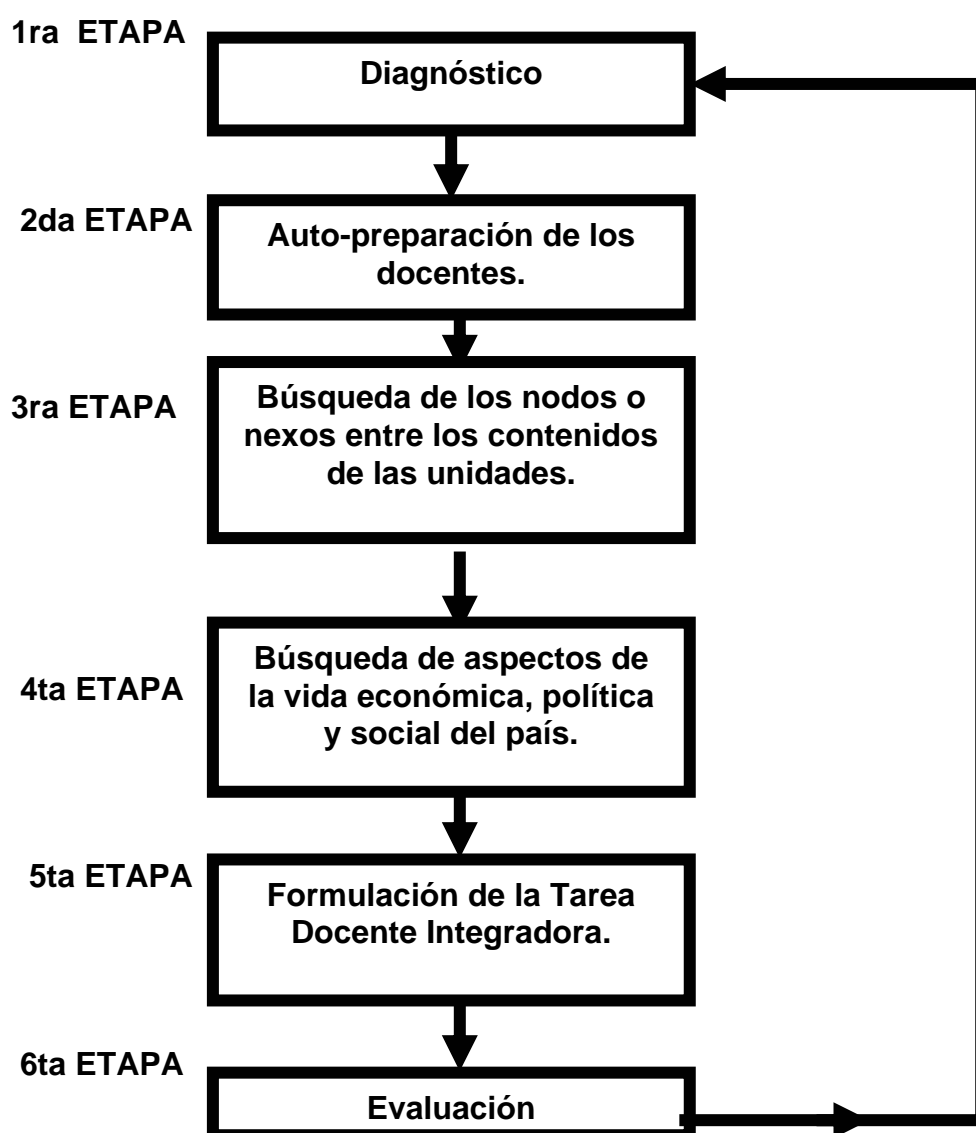 1ra ETAPA
Diagnóstico
2da ETAPA
Auto-preparación de los
docentes.
3ra ETAPA
Búsqueda de los nodos o
nexos entre los contenidos
de las unidades.
4ta ETAPA
Búsqueda de aspectos de
la vida económica, política
y social del país.
5ta ETAPA
Formulación de la Tarea
Docente Integradora.
6ta ETAPA
Evaluación